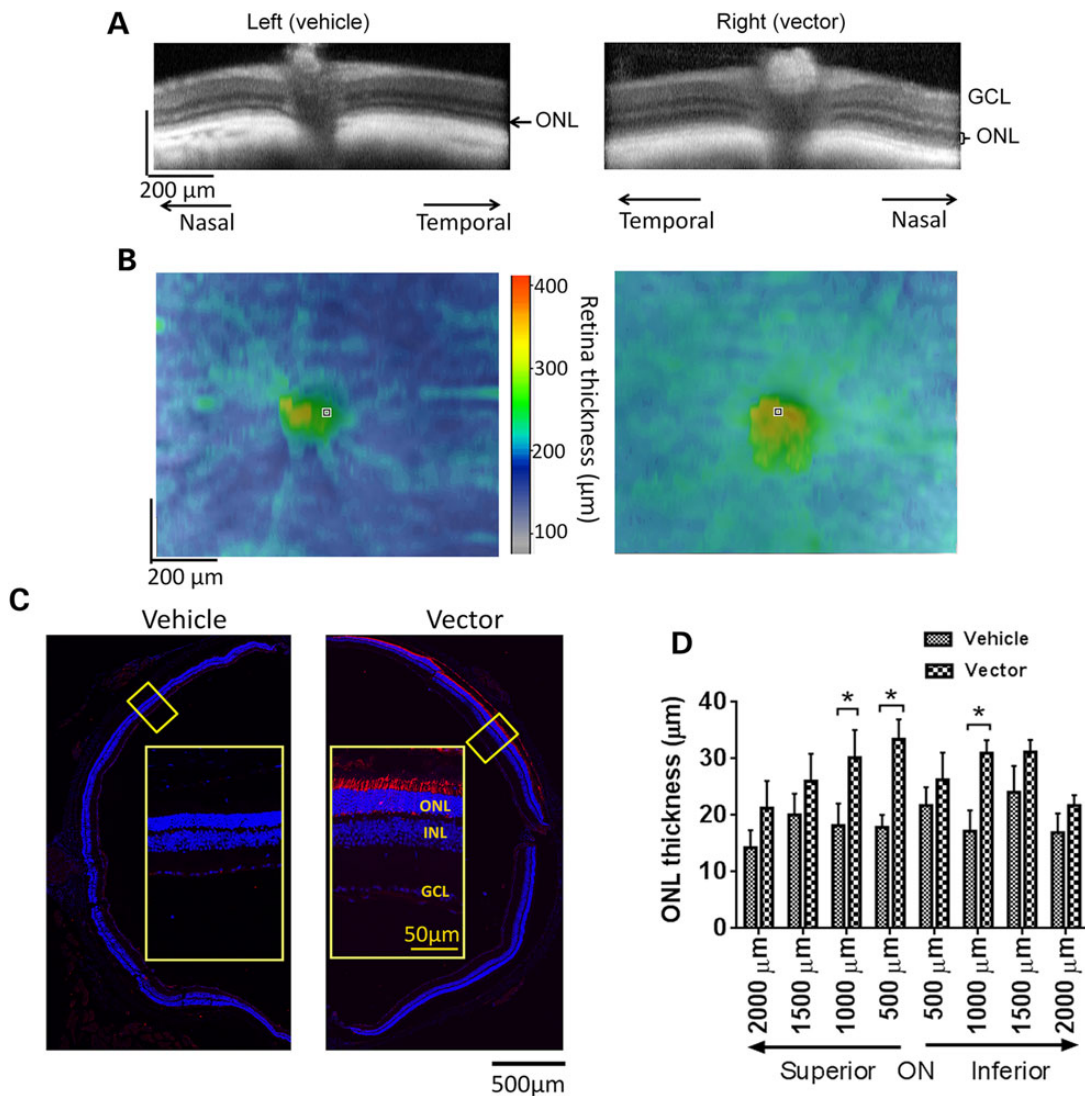 A
Left (vehicle)
Right (vector)
ONL
GCL
ONL
200 μm
200 μm
Nasal
Temporal
Temporal
Nasal
B
400
300
200
100
Retina thickness (μm)
200 μm
C
Vehicle
Vector
ONL
INL
GCL
50μm
500μm
D
Vehicle
Vector
ONL thickness (μm)
40
30
20
10
0
* * *
2000 μm
1500 μm
1000 μm
500 μm
500 μm
1000 μm
1500 μm
2000 μm
Superior ON Inferior